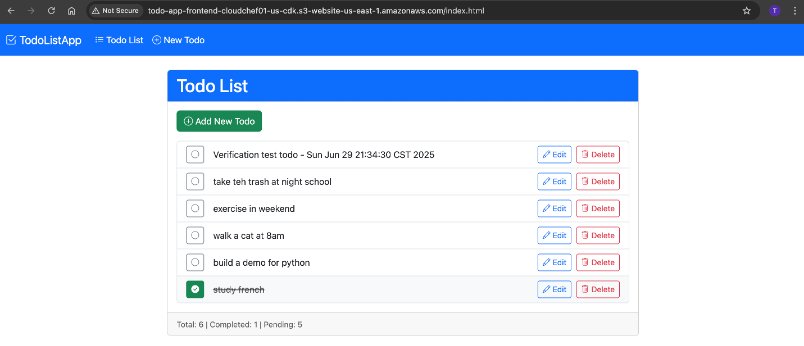 Not Secure todo-app-frontend-cloudchef01-us-cdk.s3-website-us-east-1.amazonaws.com/index.html T
TodoListApp Todo List New Todo
Todo List
Add New Todo
Verification test todo - Sun Jun 29 21:34:30 CST 2025 Edit Delete
take teh trash at night school Edit Delete
exercise in weekend Edit Delete
walk a cat at 8am Edit Delete
build a demo for python Edit Delete
study french Edit Delete
Total: 6 | Completed: 1 | Pending: 5